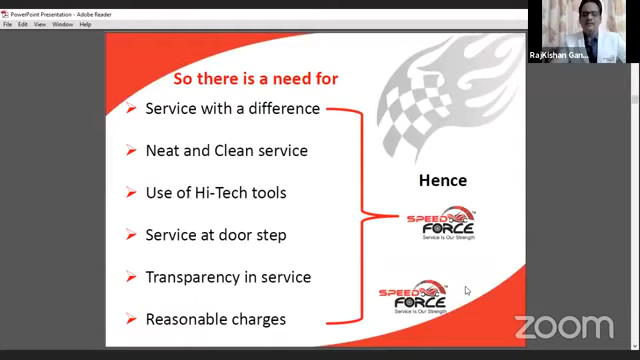 PowerPoint Presentation - Adobe Reader
File Edit View Window Help
RajKishan Gan...
So there is a need for
Service with a difference
Neat and Clean service
Use of Hi-Tech tools
Service at door step
Transparency in service
Reasonable charges
Hence
SPEED
FORCE
Service Is Our Strength
SPEED
FORCE
Service Is Our Strength
zoom